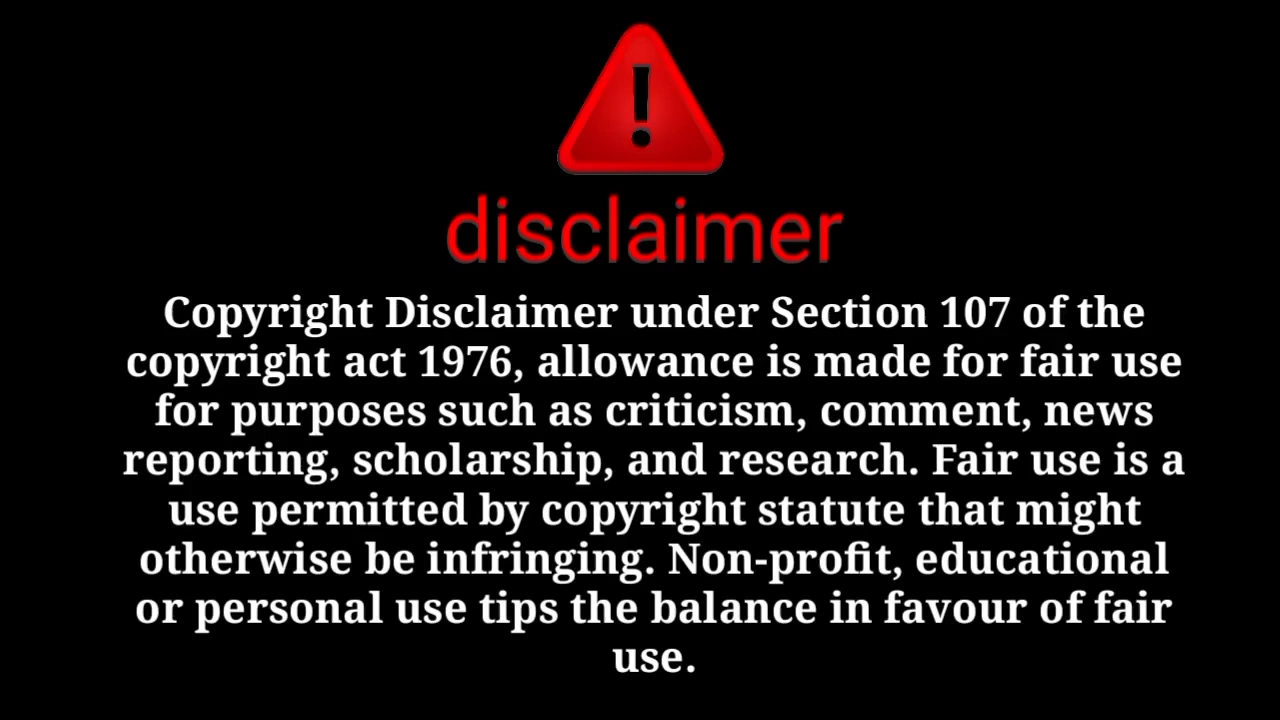 !
disclaimer
Copyright Disclaimer under Section 107 of the
copyright act 1976, allowance is made for fair use
for purposes such as criticism, comment, news
reporting, scholarship, and research. Fair use is a
use permitted by copyright statute that might
otherwise be infringing. Non-profit, educational
or personal use tips the balance in favour of fair
use.